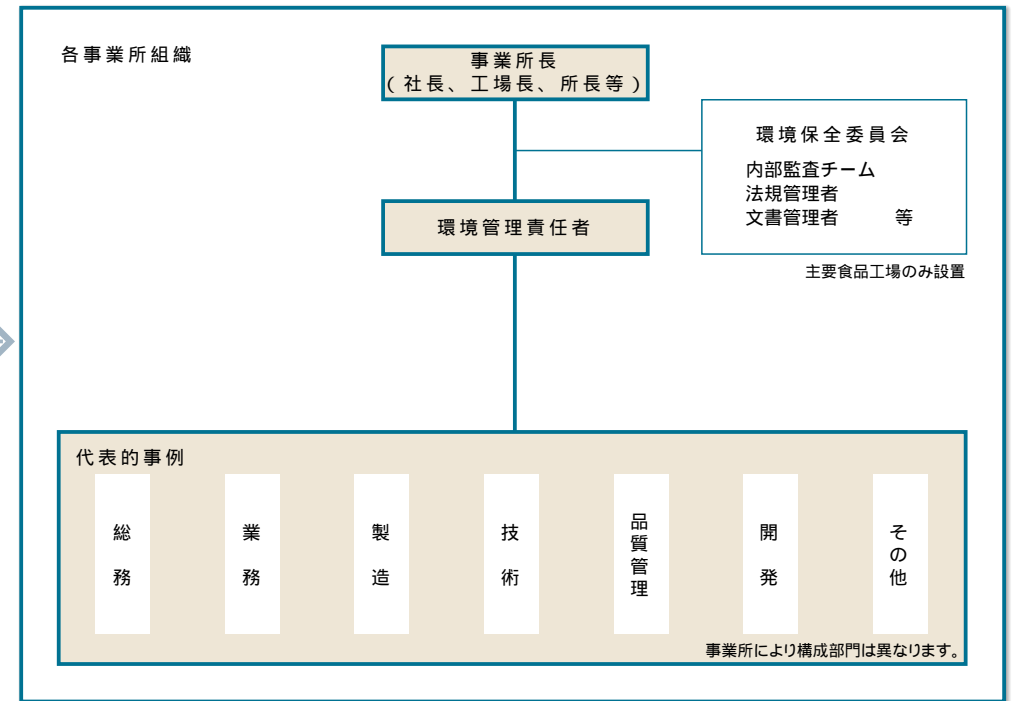 各事業所組織
事業所長
(社長、工場長、所長等)
環境保全委員会
内部監査チーム
法規管理者
文書管理者 等
環境管理責任者
主要食品工場のみ設置
代表的事例
総務
業務
製造
技術
品質管理
開発
その他
事業所により構成部門は異なります。